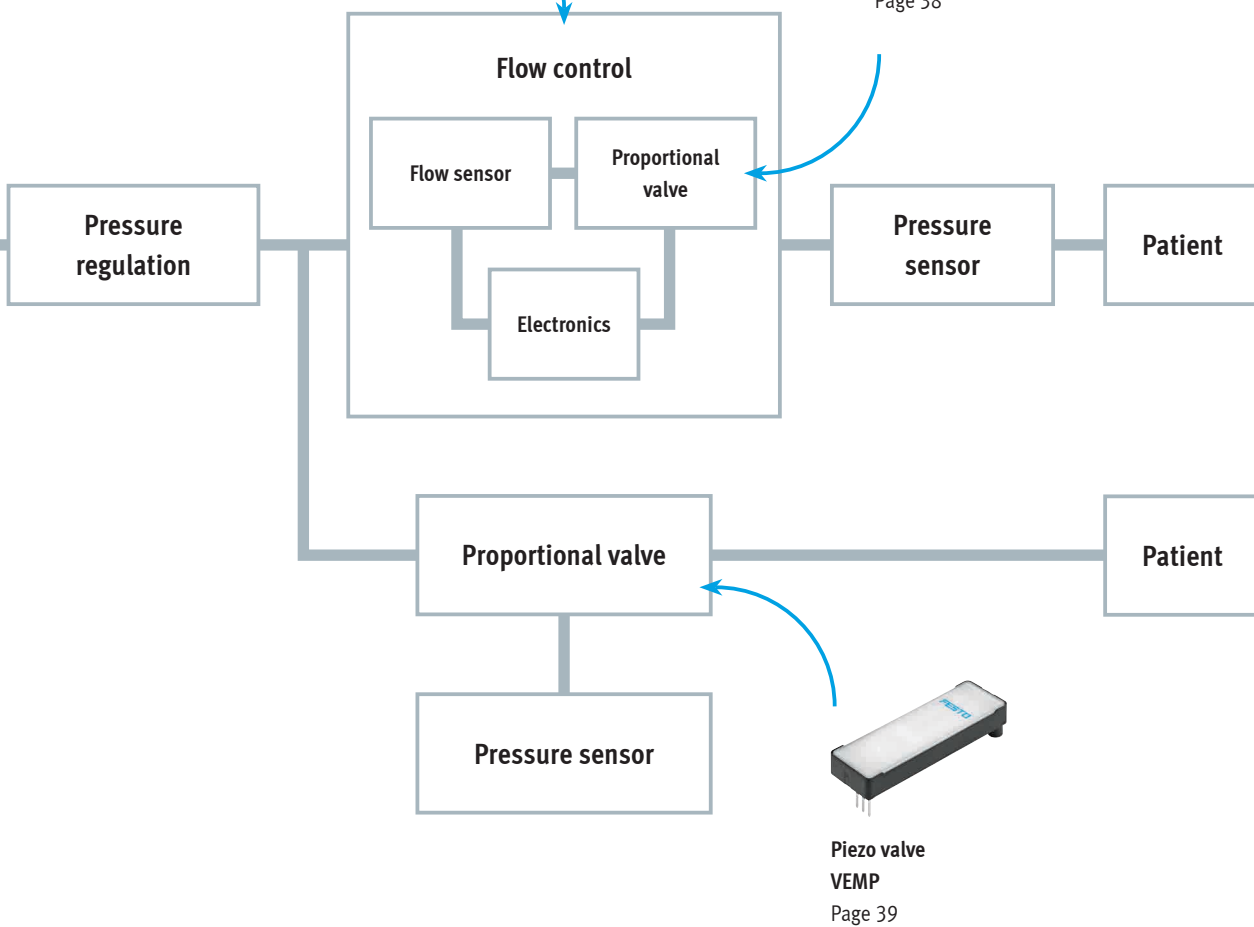 Page 38
Flow control
Flow sensor
Proportional
valve
Electronics
Pressure
regulation
Pressure
sensor
Patient
Proportional valve
Patient
Pressure sensor
FESTO
Piezo valve
VEMP
Page 39